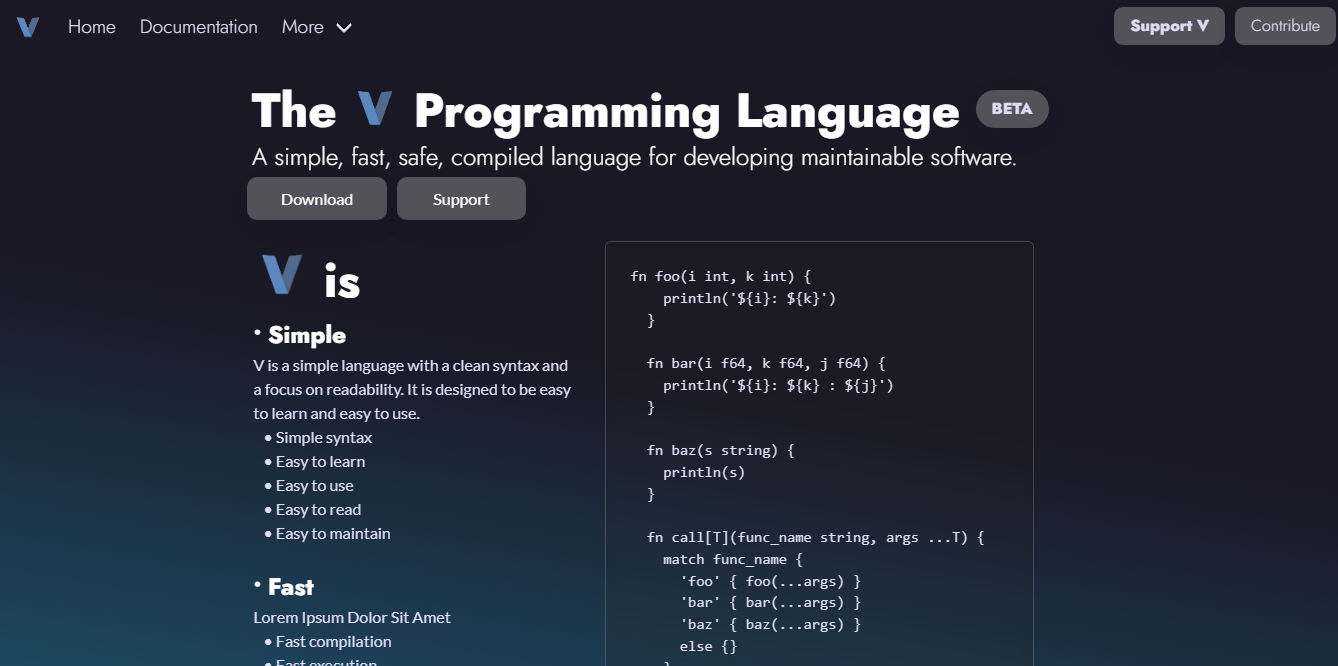 V Home Documentation More Support V Contribute
The V Programming Language BETA
A simple, fast, safe, compiled language for developing maintainable software.
Download Support
V is
· Simple
V is a simple language with a clean syntax and
a focus on readability. It is designed to be easy
to learn and easy to use.
• Simple syntax
• Easy to learn
• Easy to use
• Easy to read
• Easy to maintain
· Fast
Lorem Ipsum Dolor Sit Amet
• Fast compilation
• Fast execution
fn foo(i int, k int) {
    println('${i}: ${k}')
  }
  fn bar(i f64, k f64, j f64) {
    println('${i}: ${k} : ${j}')
  }
  fn baz(s string) {
    println(s)
  }
  fn call[T](func_name string, args ...T) {
    match func_name {
      'foo' { foo(...args) }
      'bar' { bar(...args) }
      'baz' { baz(...args) }
      else {}
    }